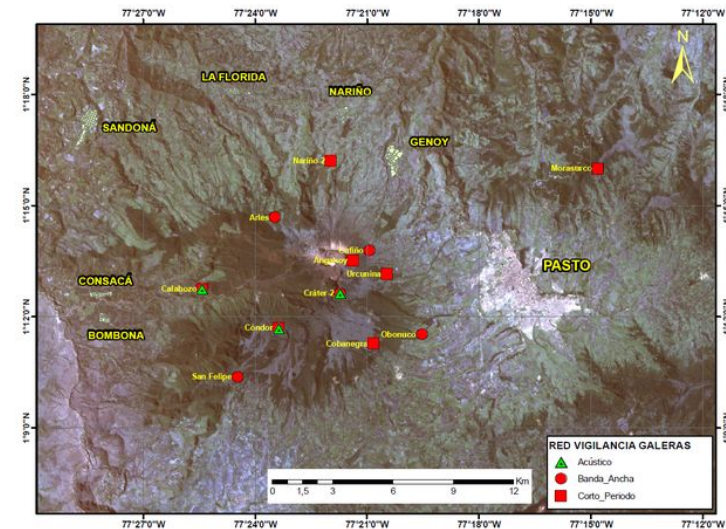 77°27'0"W 77°24'0"W 77°21'0"W 77°18'0"W 77°15'0"W 77°12'0"W
N
1°18'0"N
LA FLORIDA
NARIÑO
SANDONÁ
GENOY
Nariño 2
Morasurco
1°15'0"N
Arles
Cufiño
Anganoy
Urcunina
PASTO
CONSACÁ
Calabozo
Cráter 2
1°12'0"N
Cóndor
Obonuco
BOMBONA
Cobanegra
San Felipe
1°9'0"N
RED VIGILANCIA GALERAS
Acústico
Banda_Ancha
Corto_Periodo
Km
0 1,5 3 6 9 12
77°27'0"W 77°24'0"W 77°21'0"W 77°18'0"W 77°15'0"W 77°12'0"W